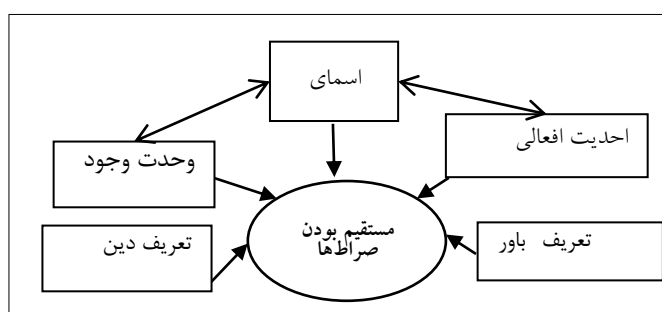 اسمای
احدیت افعالی
وحدت وجود
مستقیم بودن
صراط‌ها
تعریف باور
تعریف دین